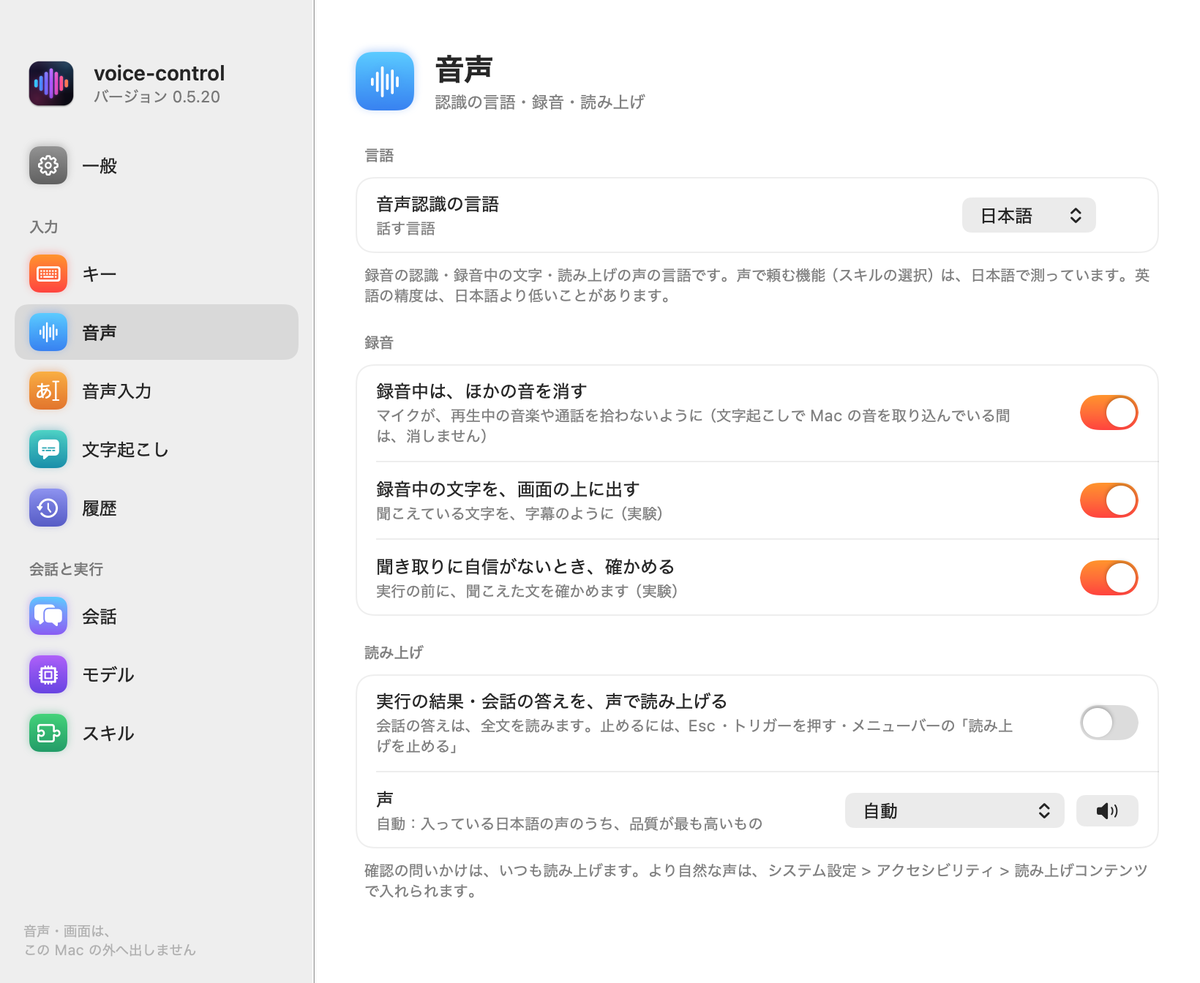 voice-control
バージョン 0.5.20
一般
入力
キー
音声
あ
音声入力
文字起こし
履歴
会話と実行
会話
モデル
スキル
音声・画面は、
この Mac の外へ出しません
音声
認識の言語・録音・読み上げ
言語
音声認識の言語
話す言語
日本語
録音の認識・録音中の文字・読み上げの声の言語です。声で頼む機能（スキルの選択）は、日本語で測っています。英
語の精度は、日本語より低いことがあります。
録音
録音中は、ほかの音を消す
マイクが、再生中の音楽や通話を拾わないように（文字起こしで Mac の音を取り込んでいる間
は、消しません）
録音中の文字を、画面の上に出す
聞こえている文字を、字幕のように（実験）
聞き取りに自信がないとき、確かめる
実行の前に、聞こえた文を確かめます（実験）
読み上げ
実行の結果・会話の答えを、声で読み上げる
会話の答えは、全文を読みます。止めるには、Esc・トリガーを押す・メニューバーの「読み上
げを止める」
声
自動：入っている日本語の声のうち、品質が最も高いもの
自動
確認の問いかけは、いつも読み上げます。より自然な声は、システム設定 > アクセシビリティ > 読み上げコンテンツ
で入れられます。